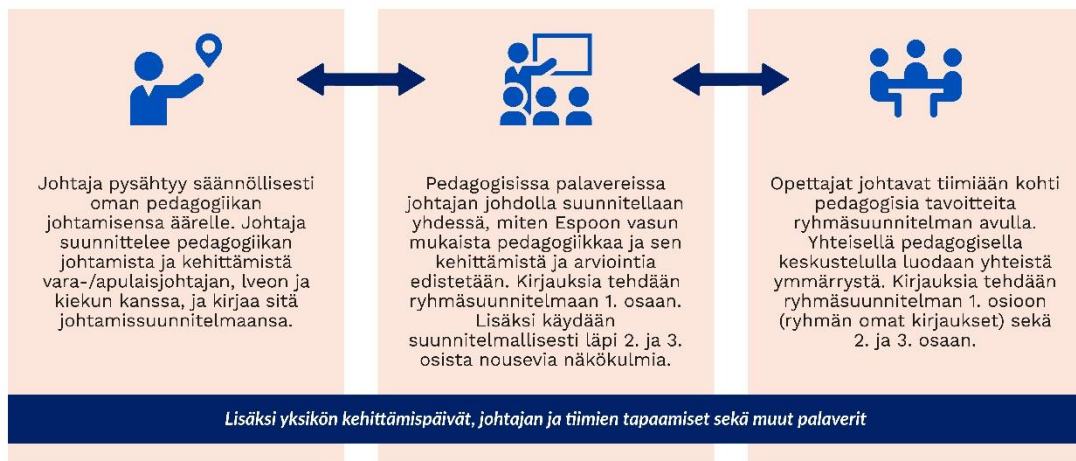 Johtaja pysähtyy säännöllisesti
oman pedagogiikan
johtamisensa äärelle. Johtaja
suunnittelee pedagogiikan
johtamista ja kehittämistä
vara-/apulaisjohtajan, lveon ja
kiekun kanssa, ja kirjaa sitä
johtamissuunnitelmaansa.
Pedagogisissa palavereissa
johtajan johdolla suunnitellaan
yhdessä, miten Espoon vasun
mukaista pedagogiikkaa ja sen
kehittämistä ja arviointia
edistetään. Kirjauksia tehdään
ryhmäsuunnitelmaan 1. osaan.
Lisäksi käydään
suunnitelmallisesti läpi 2. ja 3.
osista nousevia näkökulmia.
Opettajat johtavat tiimiään kohti
pedagogisia tavoitteita
ryhmäsuunnitelman avulla.
Yhteisellä pedagogisella
keskustelulla luodaan yhteistä
ymmärrystä. Kirjauksia tehdään
ryhmäsuunnitelman 1. osioon
(ryhmän omat kirjaukset) sekä
2. ja 3. osaan.
Lisäksi yksikön kehittämispäivät, johtajan ja tiimien tapaamiset sekä muut palaverit